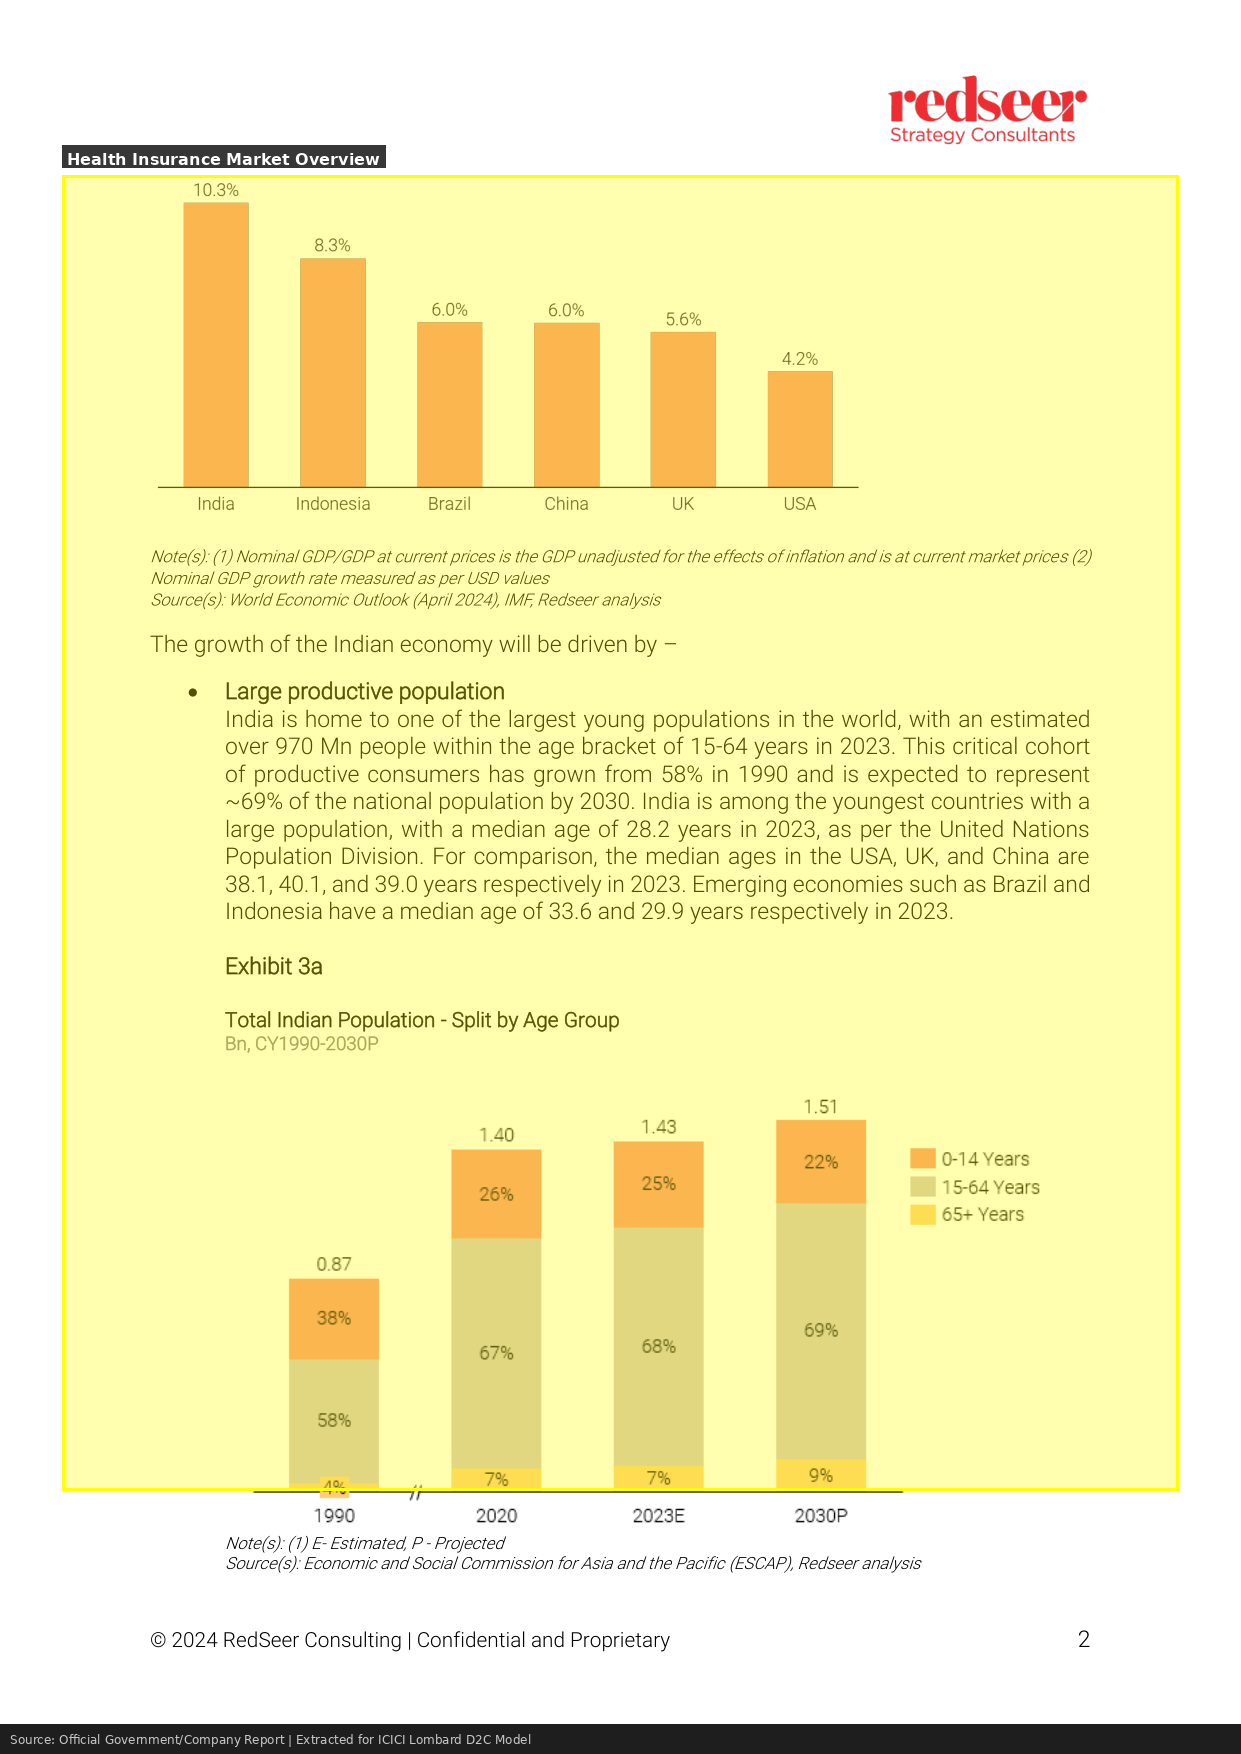 redseer
Strategy Consultants
Health Insurance Market Overview
10.3%
8.3%
6.0%
6.0%
5.6%
4.2%
India
Indonesia
Brazil
China
UK
USA
Note(s): (1) Nominal GDP/GDP at current prices is the GDP unadjusted for the effects of inflation and is at current market prices (2)
Nominal GDP growth rate measured as per USD values
Source(s): World Economic Outlook (April 2024), IMF, Redseer analysis
The growth of the Indian economy will be driven by –
• Large productive population
India is home to one of the largest young populations in the world, with an estimated
over 970 Mn people within the age bracket of 15-64 years in 2023. This critical cohort
of productive consumers has grown from 58% in 1990 and is expected to represent
~69% of the national population by 2030. India is among the youngest countries with a
large population, with a median age of 28.2 years in 2023, as per the United Nations
Population Division. For comparison, the median ages in the USA, UK, and China are
38.1, 40.1, and 39.0 years respectively in 2023. Emerging economies such as Brazil and
Indonesia have a median age of 33.6 and 29.9 years respectively in 2023.
Exhibit 3a
Total Indian Population - Split by Age Group
Bn, CY1990-2030P
0.87
38%
58%
4%
1.40
26%
67%
7%
1.43
25%
68%
7%
1.51
22%
69%
9%
0-14 Years
15-64 Years
65+ Years
1990
//
2020
2023E
2030P
Note(s): (1) E- Estimated, P - Projected
Source(s): Economic and Social Commission for Asia and the Pacific (ESCAP), Redseer analysis
© 2024 RedSeer Consulting | Confidential and Proprietary
2
Source: Official Government/Company Report | Extracted for ICICI Lombard D2C Model